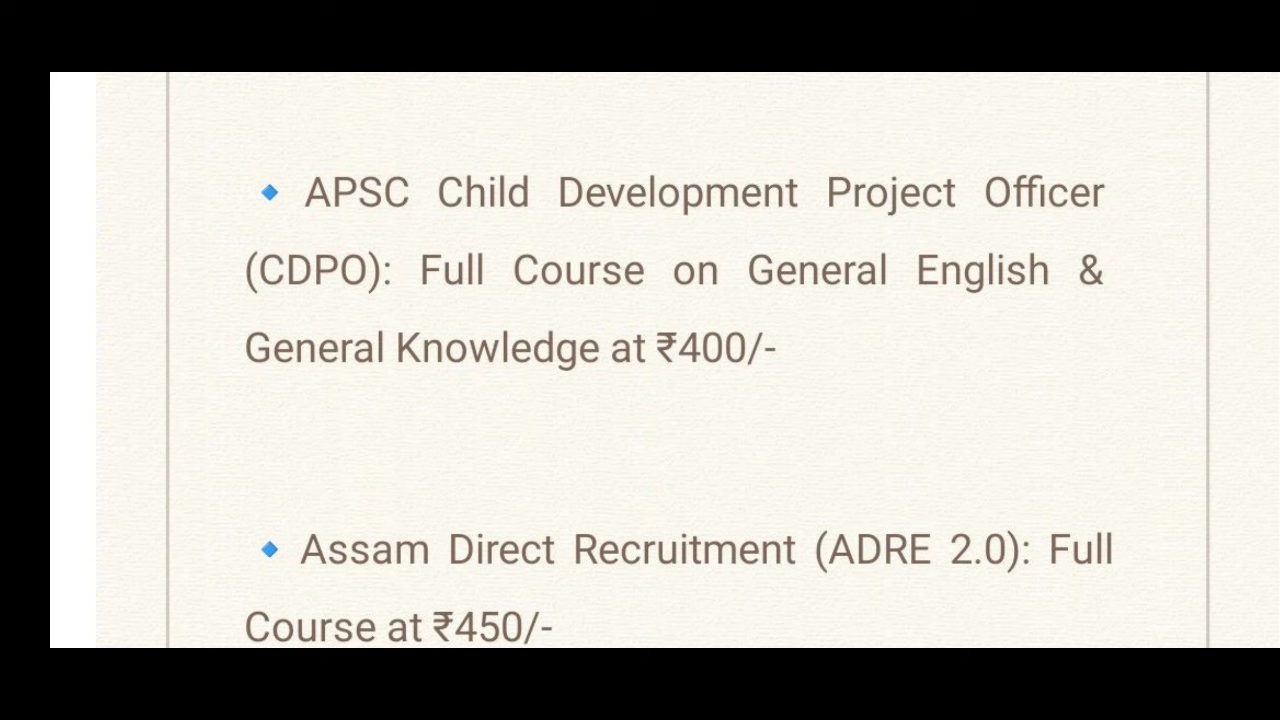 🔹 APSC Child Development Project Officer
(CDPO): Full Course on General English &
General Knowledge at ₹400/-
🔹 Assam Direct Recruitment (ADRE 2.0): Full
Course at ₹450/-